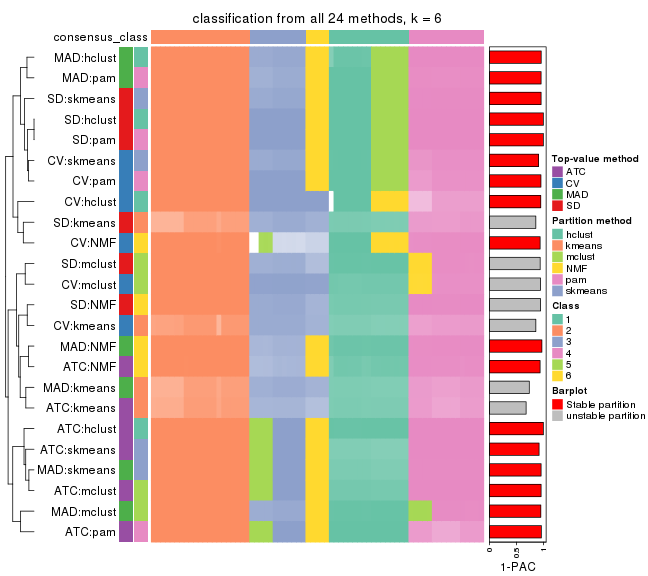 classification from all 24 methods, k = 6
consensus_class
MAD:hclust
MAD:pam
SD:skmeans
SD:hclust
SD:pam
CV:skmeans
CV:pam
CV:hclust
SD:kmeans
CV:NMF
SD:mclust
CV:mclust
SD:NMF
CV:kmeans
MAD:NMF
ATC:NMF
MAD:kmeans
ATC:kmeans
ATC:hclust
ATC:skmeans
MAD:skmeans
ATC:mclust
MAD:mclust
ATC:pam
0
0.5
1
1-PAC
Top-value method
ATC
CV
MAD
SD
Partition method
hclust
kmeans
mclust
NMF
pam
skmeans
Class
1
2
3
4
5
6
Barplot
Stable partition
unstable partition